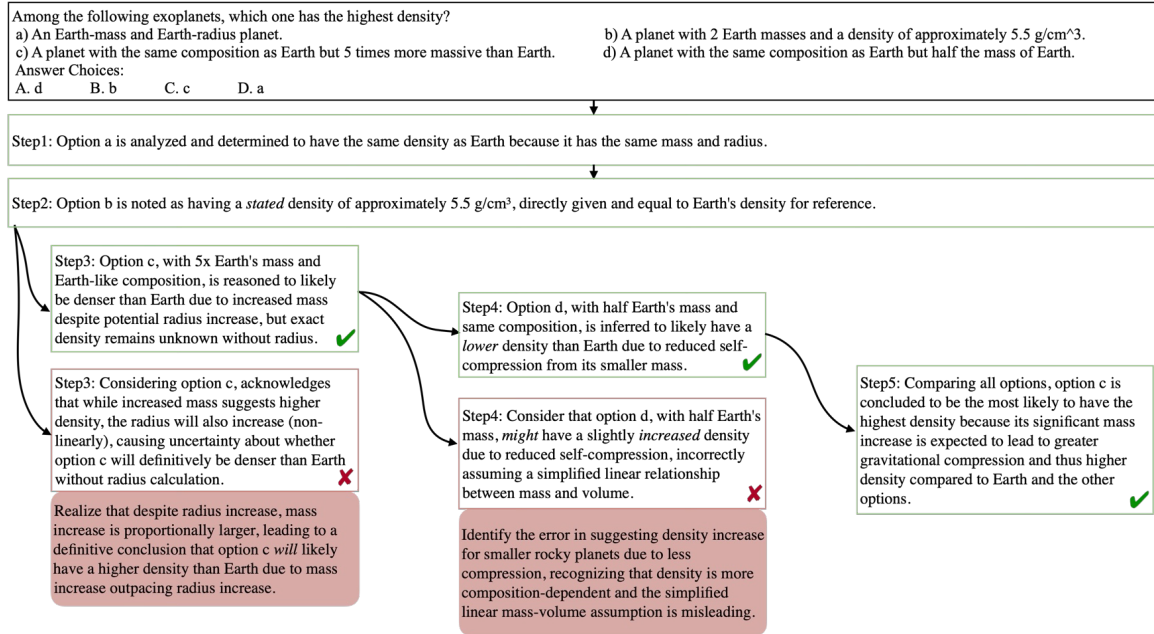 Among the following exoplanets, which one has the highest density?
a) An Earth-mass and Earth-radius planet.
b) A planet with 2 Earth masses and a density of approximately 5.5 g/cm^3.
c) A planet with the same composition as Earth but 5 times more massive than Earth.
d) A planet with the same composition as Earth but half the mass of Earth.
Answer Choices:
A. d B. b C. c D. a
Step1: Option a is analyzed and determined to have the same density as Earth because it has the same mass and radius.
Step2: Option b is noted as having a stated density of approximately 5.5 g/cm³, directly given and equal to Earth's density for reference.
Step3: Option c, with 5x Earth's mass and
Earth-like composition, is reasoned to likely
be denser than Earth due to increased mass
despite potential radius increase, but exact
density remains unknown without radius.
Step3: Considering option c, acknowledges
that while increased mass suggests higher
density, the radius will also increase (non-
linearly), causing uncertainty about whether
option c will definitively be denser than Earth
without radius calculation.
Realize that despite radius increase, mass
increase is proportionally larger, leading to a
definitive conclusion that option c will likely
have a higher density than Earth due to mass
increase outpacing radius increase.
Step4: Option d, with half Earth's mass and
same composition, is inferred to likely have a
lower density than Earth due to reduced self-
compression from its smaller mass.
Step4: Consider that option d, with half Earth's
mass, might have a slightly increased density
due to reduced self-compression, incorrectly
assuming a simplified linear relationship
between mass and volume.
Identify the error in suggesting density increase
for smaller rocky planets due to less
compression, recognizing that density is more
composition-dependent and the simplified
linear mass-volume assumption is misleading.
Step5: Comparing all options, option c is
concluded to be the most likely to have the
highest density because its significant mass
increase is expected to lead to greater
gravitational compression and thus higher
density compared to Earth and the other
options.